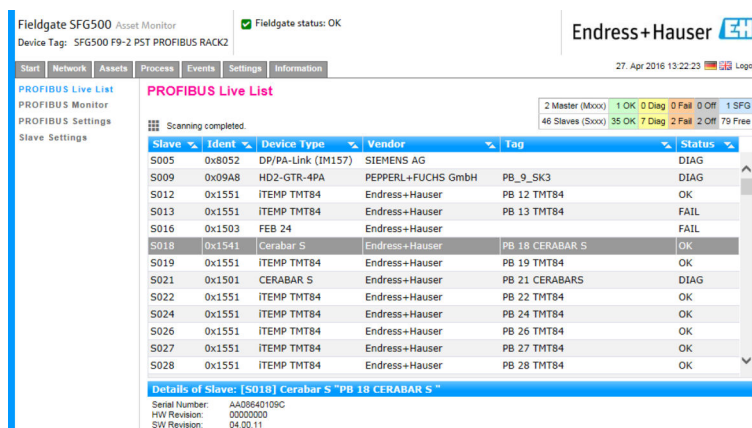 Fieldgate SFG500 Asset Monitor
Fieldgate status: OK
Device Tag: SFG500 F9-2 PST PROFIBUS RACK2
Endress+Hauser EH
Start Network Assets Process Events Settings Information
27. Apr 2016 13:22:23 Logo
PROFIBUS Live List
PROFIBUS Monitor
PROFIBUS Settings
Slave Settings
PROFIBUS Live List
2 Master (Mxxx) 1 OK 0 Diag 0 Fail 0 Off 1 SFG
46 Slaves (Sxxx) 35 OK 7 Diag 2 Fail 2 Off 79 Free
Scanning completed.
Slave Ident Device Type Vendor Tag Status
S005 0x8052 DP/PA-Link (IM157) SIEMENS AG DIAG
S009 0x09A8 HD2-GTR-4PA PEPPERL+FUCHS GmbH PB_9_SK3 DIAG
S012 0x1551 iTEMP TMT84 Endress+Hauser PB 12 TMT84 OK
S013 0x1551 iTEMP TMT84 Endress+Hauser PB 13 TMT84 FAIL
S016 0x1503 FEB 24 Endress+Hauser FAIL
S018 0x1541 Cerabar S Endress+Hauser PB 18 CERABAR S OK
S019 0x1551 iTEMP TMT84 Endress+Hauser PB 19 TMT84 OK
S021 0x1501 CERABAR S Endress+Hauser PB 21 CERABARS DIAG
S022 0x1551 iTEMP TMT84 Endress+Hauser PB 22 TMT84 OK
S024 0x1551 iTEMP TMT84 Endress+Hauser PB 24 TMT84 OK
S026 0x1551 iTEMP TMT84 Endress+Hauser PB 26 TMT84 OK
S027 0x1551 iTEMP TMT84 Endress+Hauser PB 27 TMT84 OK
S028 0x1551 iTEMP TMT84 Endress+Hauser PB 28 TMT84 OK
Details of Slave: [S018] Cerabar S "PB 18 CERABAR S "
Serial Number: AA08640109C
HW Revision: 00000000
SW Revision: 04.00.11